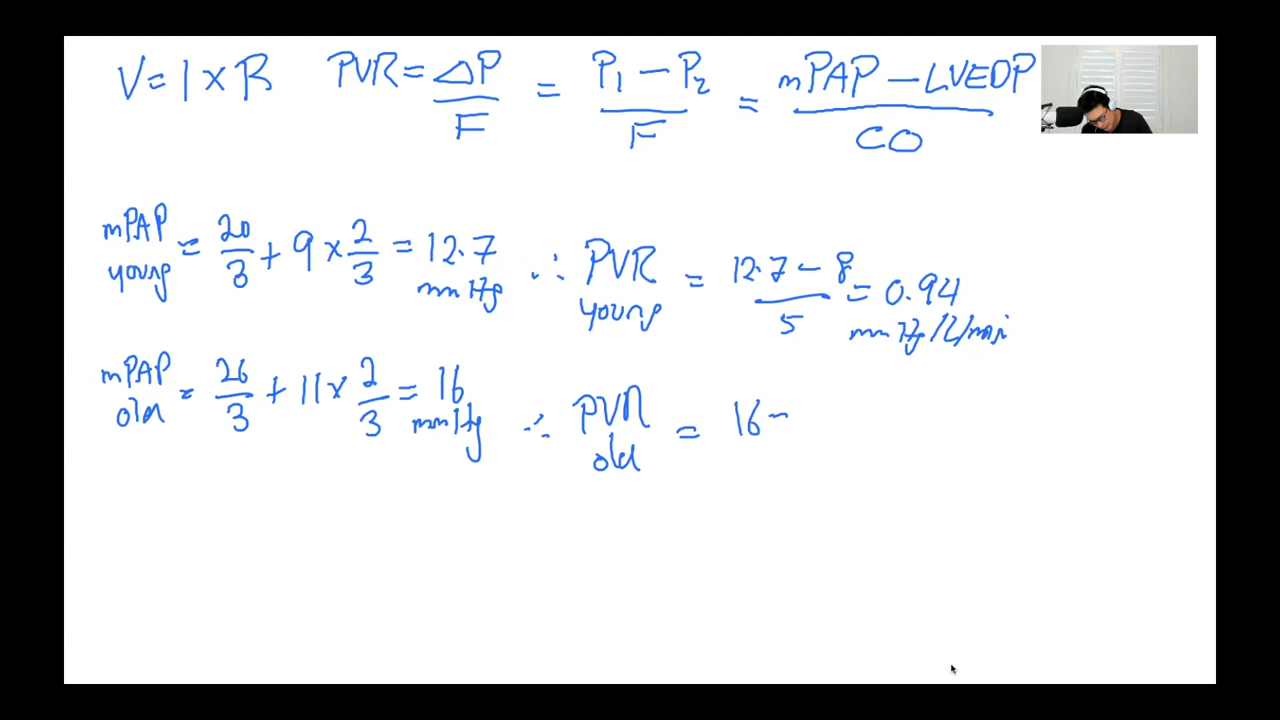 V = I × R   PVR = ΔP / F = P₁ − P₂ / F = mPAP − LVEDP / CO
mPAP young = 20/3 + 9 × 2/3 = 12.7 mmHg ∴ PVR young = 12.7 − 8 / 5 = 0.94 mmHg/L/min
mPAP old = 26/3 + 11 × 2/3 = 16 mmHg ∴ PVR old = 16 −